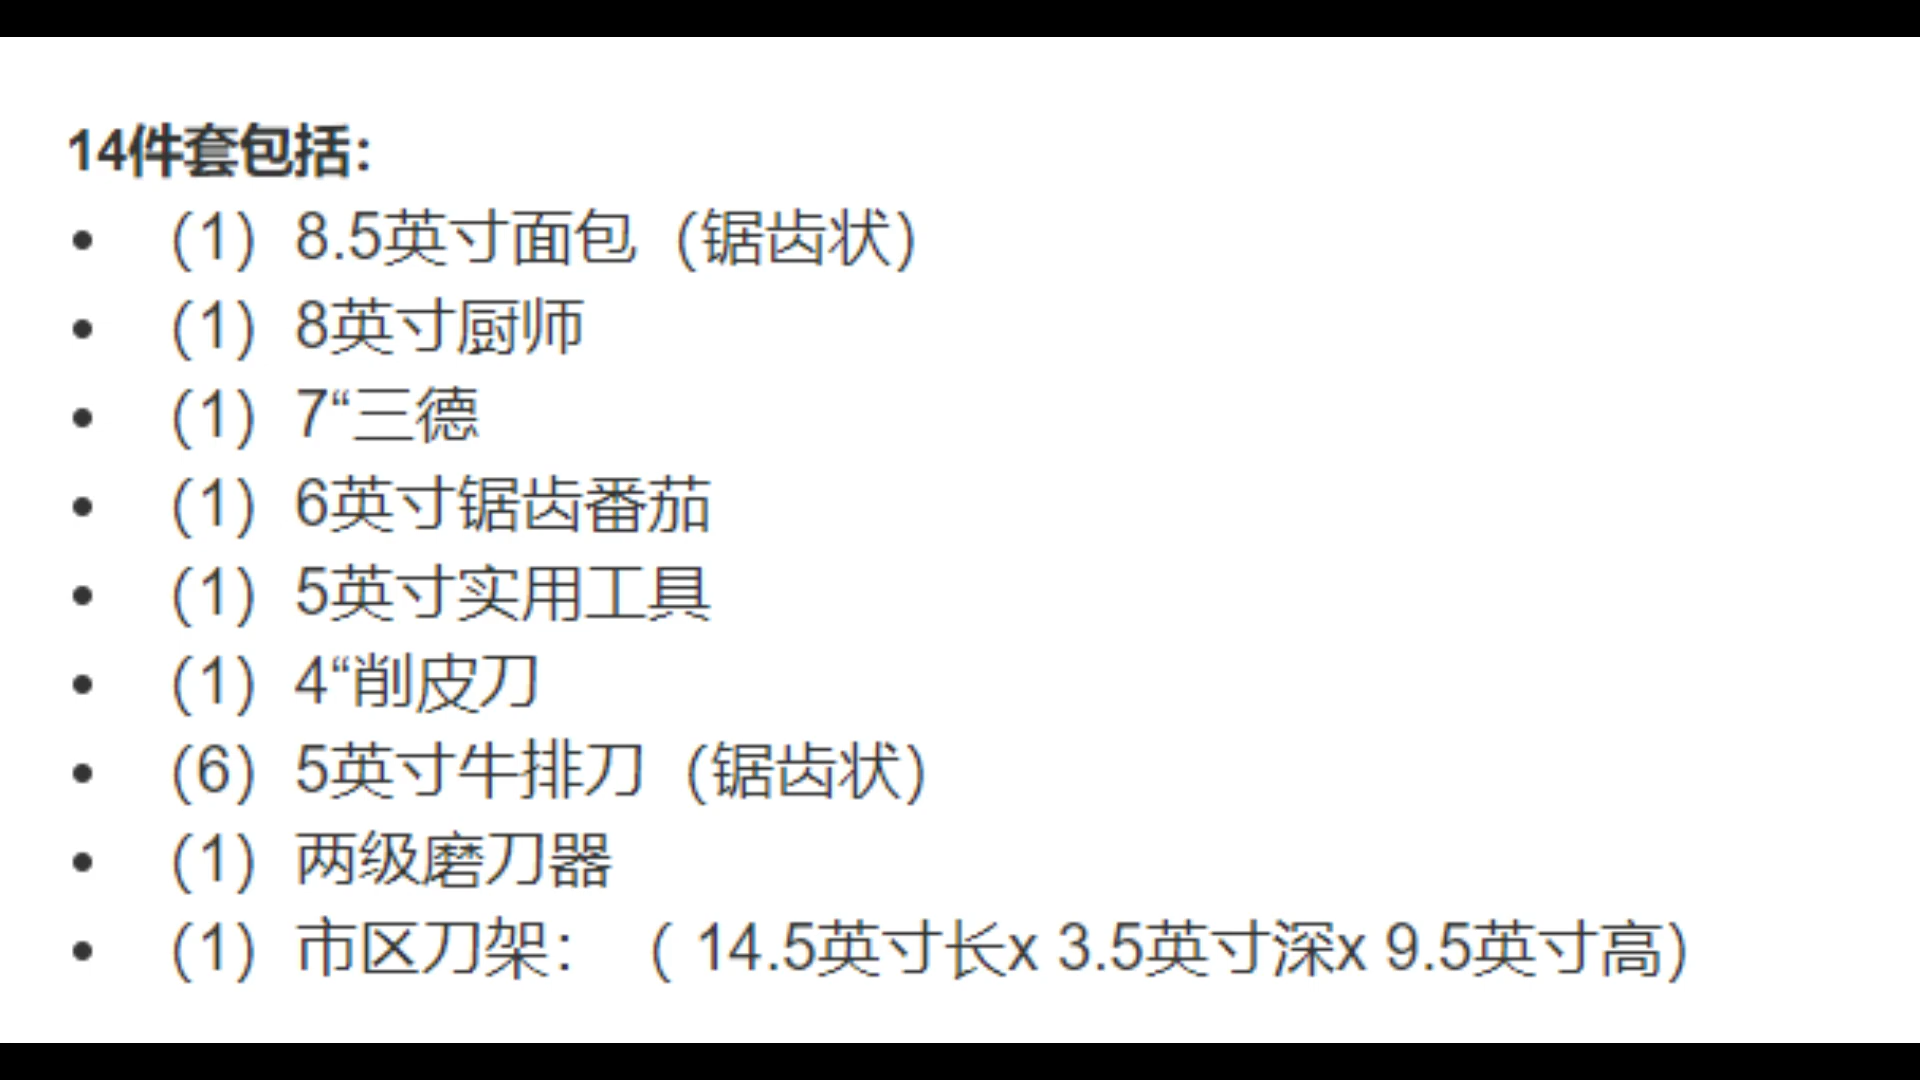 14件套包括：
• （1） 8.5英寸面包（锯齿状）
• （1） 8英寸厨师
• （1） 7“三德
• （1） 6英寸锯齿番茄
• （1） 5英寸实用工具
• （1） 4“削皮刀
• （6） 5英寸牛排刀（锯齿状）
• （1） 两级磨刀器
• （1） 市区刀架： （ 14.5英寸长x 3.5英寸深x 9.5英寸高）